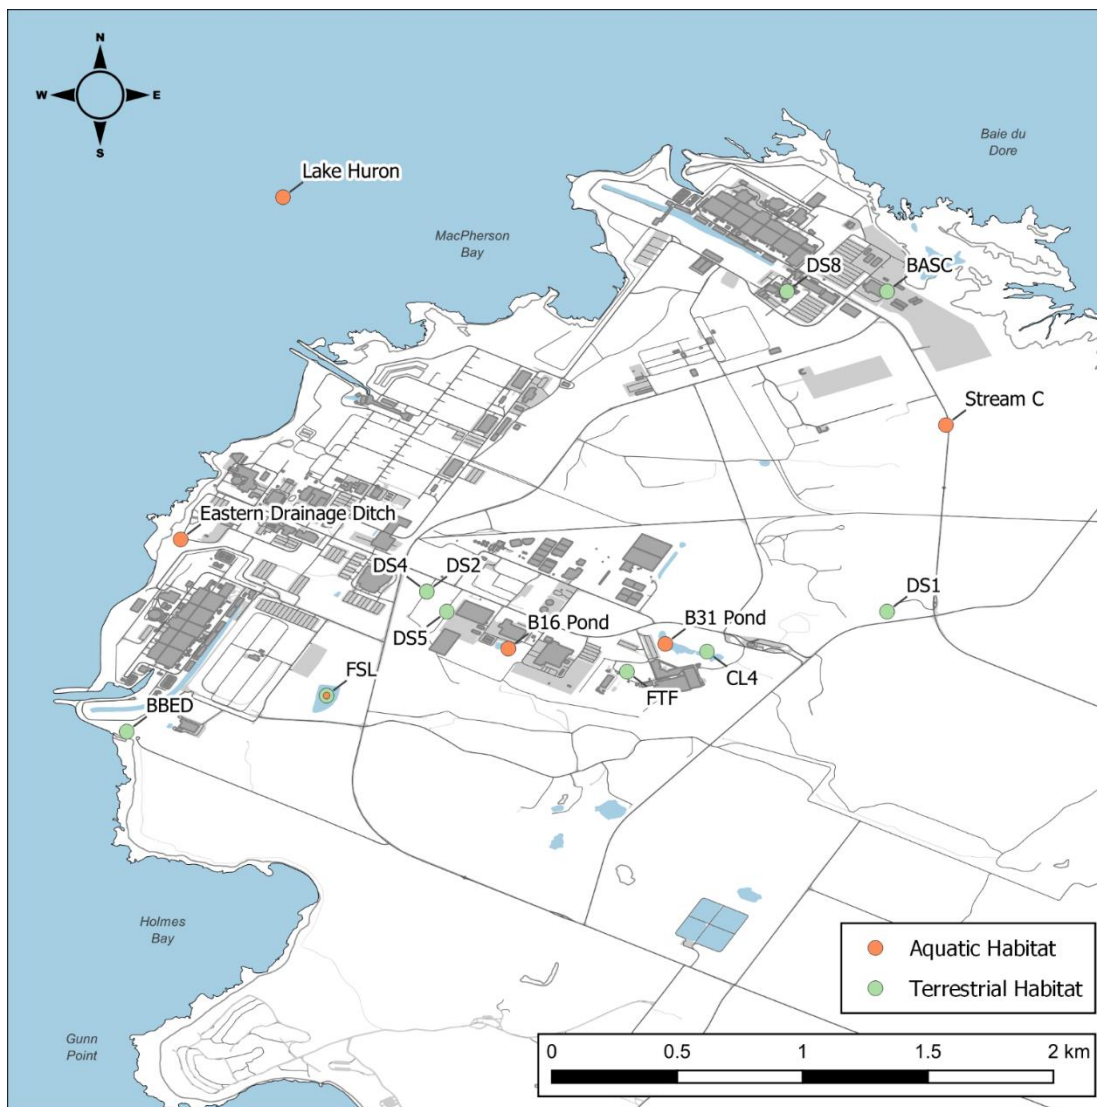 N
W
E
S
Baie du
Dore
Lake Huron
MacPherson
Bay
DS8
BASC
Stream C
Eastern Drainage Ditch
DS4
DS2
DS1
DS5
B16 Pond
B31 Pond
FSL
FTF
CL4
BBED
Holmes
Bay
Aquatic Habitat
Terrestrial Habitat
Gunn
Point
0
0.5
1
1.5
2 km